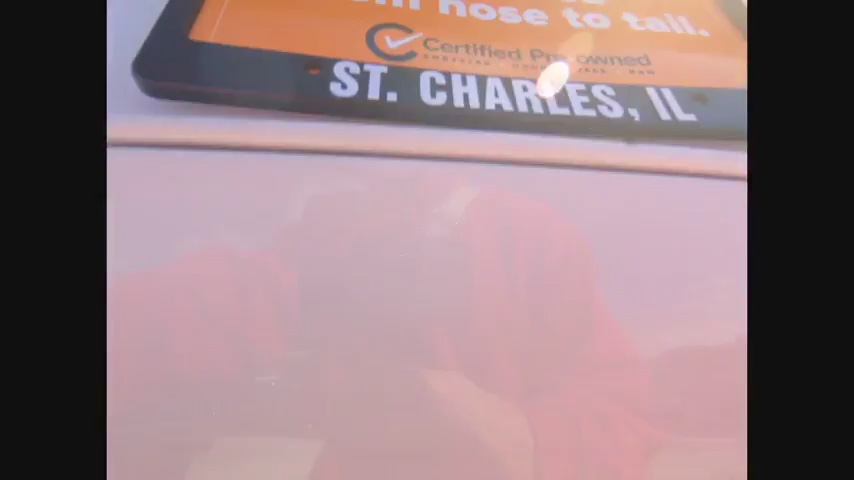 nose to tail.
Certified Pre-owned
ST. CHARLES, IL